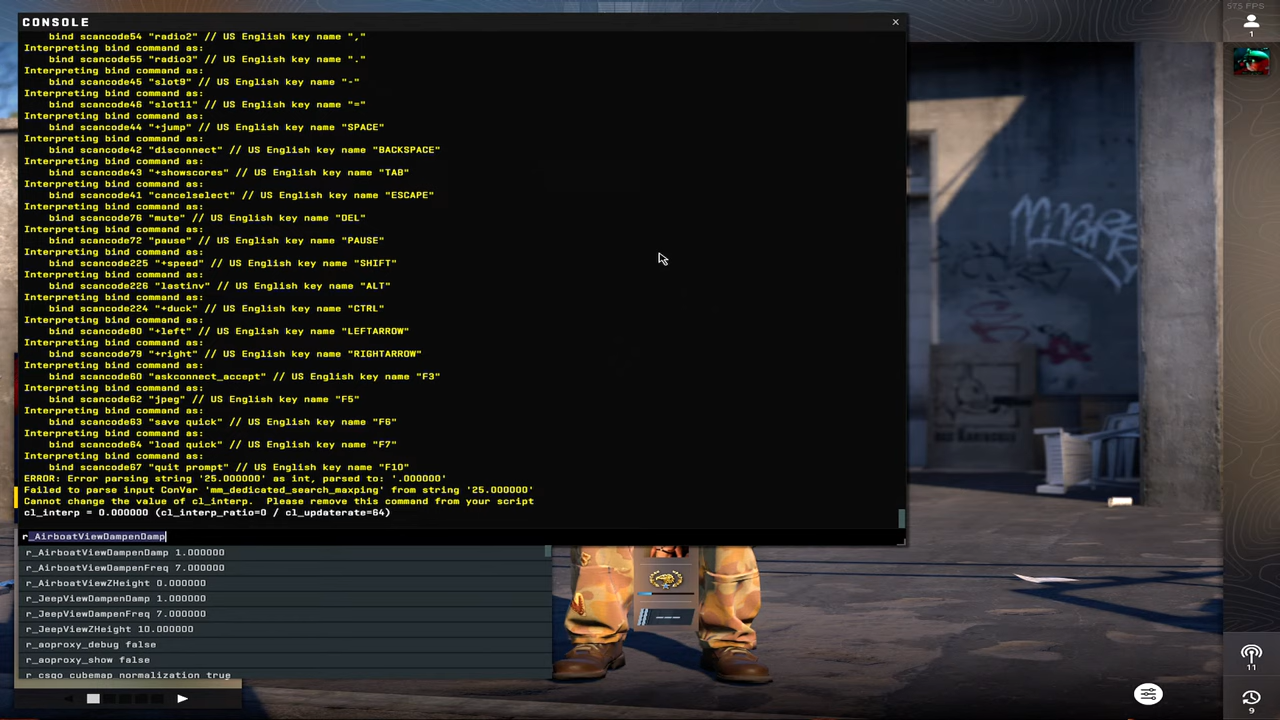 575 FPS
CONSOLE
bind scancode54 "radio2" // US English key name ","
Interpreting bind command as:
bind scancode55 "radio3" // US English key name "."
Interpreting bind command as:
bind scancode45 "slot9" // US English key name "-"
Interpreting bind command as:
bind scancode46 "slot11" // US English key name "="
Interpreting bind command as:
bind scancode44 "+jump" // US English key name "SPACE"
Interpreting bind command as:
bind scancode42 "disconnect" // US English key name "BACKSPACE"
Interpreting bind command as:
bind scancode43 "+showscores" // US English key name "TAB"
Interpreting bind command as:
bind scancode41 "cancelselect" // US English key name "ESCAPE"
Interpreting bind command as:
bind scancode76 "mute" // US English key name "DEL"
Interpreting bind command as:
bind scancode72 "pause" // US English key name "PAUSE"
Interpreting bind command as:
bind scancode225 "+speed" // US English key name "SHIFT"
Interpreting bind command as:
bind scancode226 "lastinv" // US English key name "ALT"
Interpreting bind command as:
bind scancode224 "+duck" // US English key name "CTRL"
Interpreting bind command as:
bind scancode80 "+left" // US English key name "LEFTARROW"
Interpreting bind command as:
bind scancode79 "+right" // US English key name "RIGHTARROW"
Interpreting bind command as:
bind scancode60 "askconnect_accept" // US English key name "F3"
Interpreting bind command as:
bind scancode62 "jpeg" // US English key name "F5"
Interpreting bind command as:
bind scancode63 "save quick" // US English key name "F6"
Interpreting bind command as:
bind scancode64 "load quick" // US English key name "F7"
Interpreting bind command as:
bind scancode67 "quit prompt" // US English key name "F10"
ERROR: Error parsing string '25.000000' as int, parsed to: '.000000'
Failed to parse input ConVar 'mm_dedicated_search_maxping' from string '25.000000'
Cannot change the value of cl_interp.  Please remove this command from your script
cl_interp = 0.000000 (cl_interp_ratio=0 / cl_updaterate=64)
r_AirboatViewDampenDamp
r_AirboatViewDampenDamp 1.000000
r_AirboatViewDampenFreq 7.000000
r_AirboatViewZHeight 0.000000
r_JeepViewDampenDamp 1.000000
r_JeepViewDampenFreq 7.000000
r_JeepViewZHeight 10.000000
r_aoproxy_debug false
r_aoproxy_show false
r_csgo_cubemap_normalization true
---
1
11
9